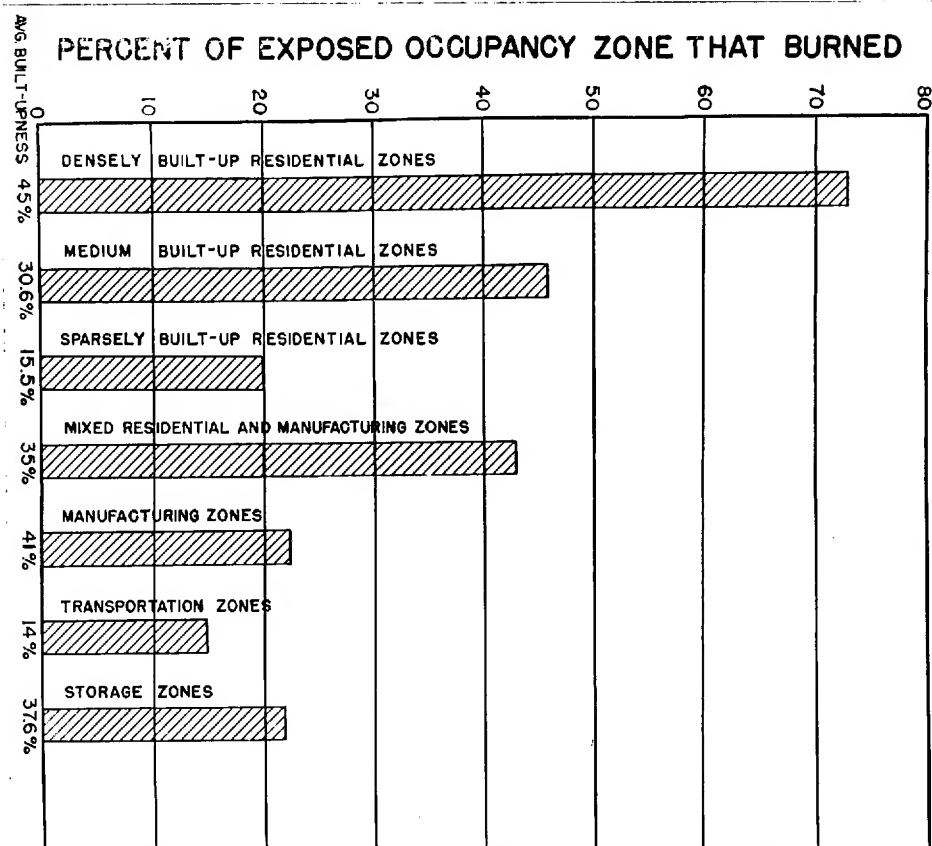 PERCENT OF EXPOSED OCCUPANCY ZONE THAT BURNED
AVG. BUILT-UPNESS
0 10 20 30 40 50 60 70 80
DENSELY BUILT-UP RESIDENTIAL ZONES
45%
MEDIUM BUILT-UP RESIDENTIAL ZONES
30.6%
SPARSELY BUILT-UP RESIDENTIAL ZONES
15.5%
MIXED RESIDENTIAL AND MANUFACTURING ZONES
35%
MANUFACTURING ZONES
41%
TRANSPORTATION ZONES
14%
STORAGE ZONES
37.6%